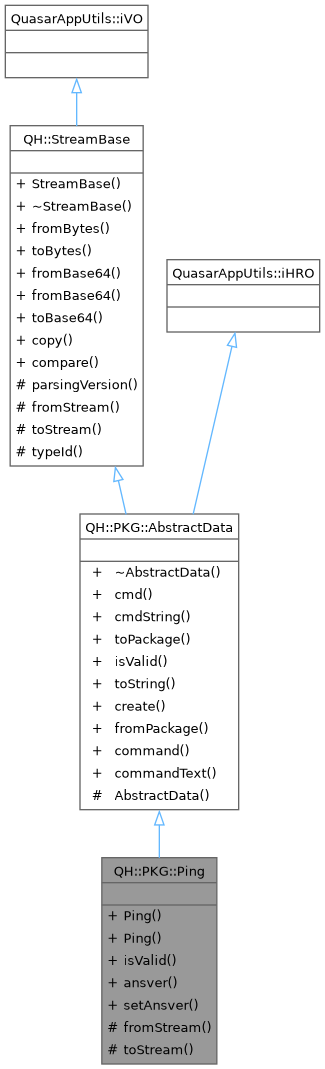 QuasarAppUtils::iVO
QH::StreamBase
+ StreamBase()
+ ~StreamBase()
+ fromBytes()
+ toBytes()
+ fromBase64()
+ fromBase64()
+ toBase64()
+ copy()
+ compare()
# parsingVersion()
# fromStream()
# toStream()
# typeId()
QuasarAppUtils::iHRO
QH::PKG::AbstractData
+ ~AbstractData()
+ cmd()
+ cmdString()
+ toPackage()
+ isValid()
+ toString()
+ create()
+ fromPackage()
+ command()
+ commandText()
# AbstractData()
QH::PKG::Ping
+ Ping()
+ Ping()
+ isValid()
+ ansver()
+ setAnsver()
# fromStream()
# toStream()